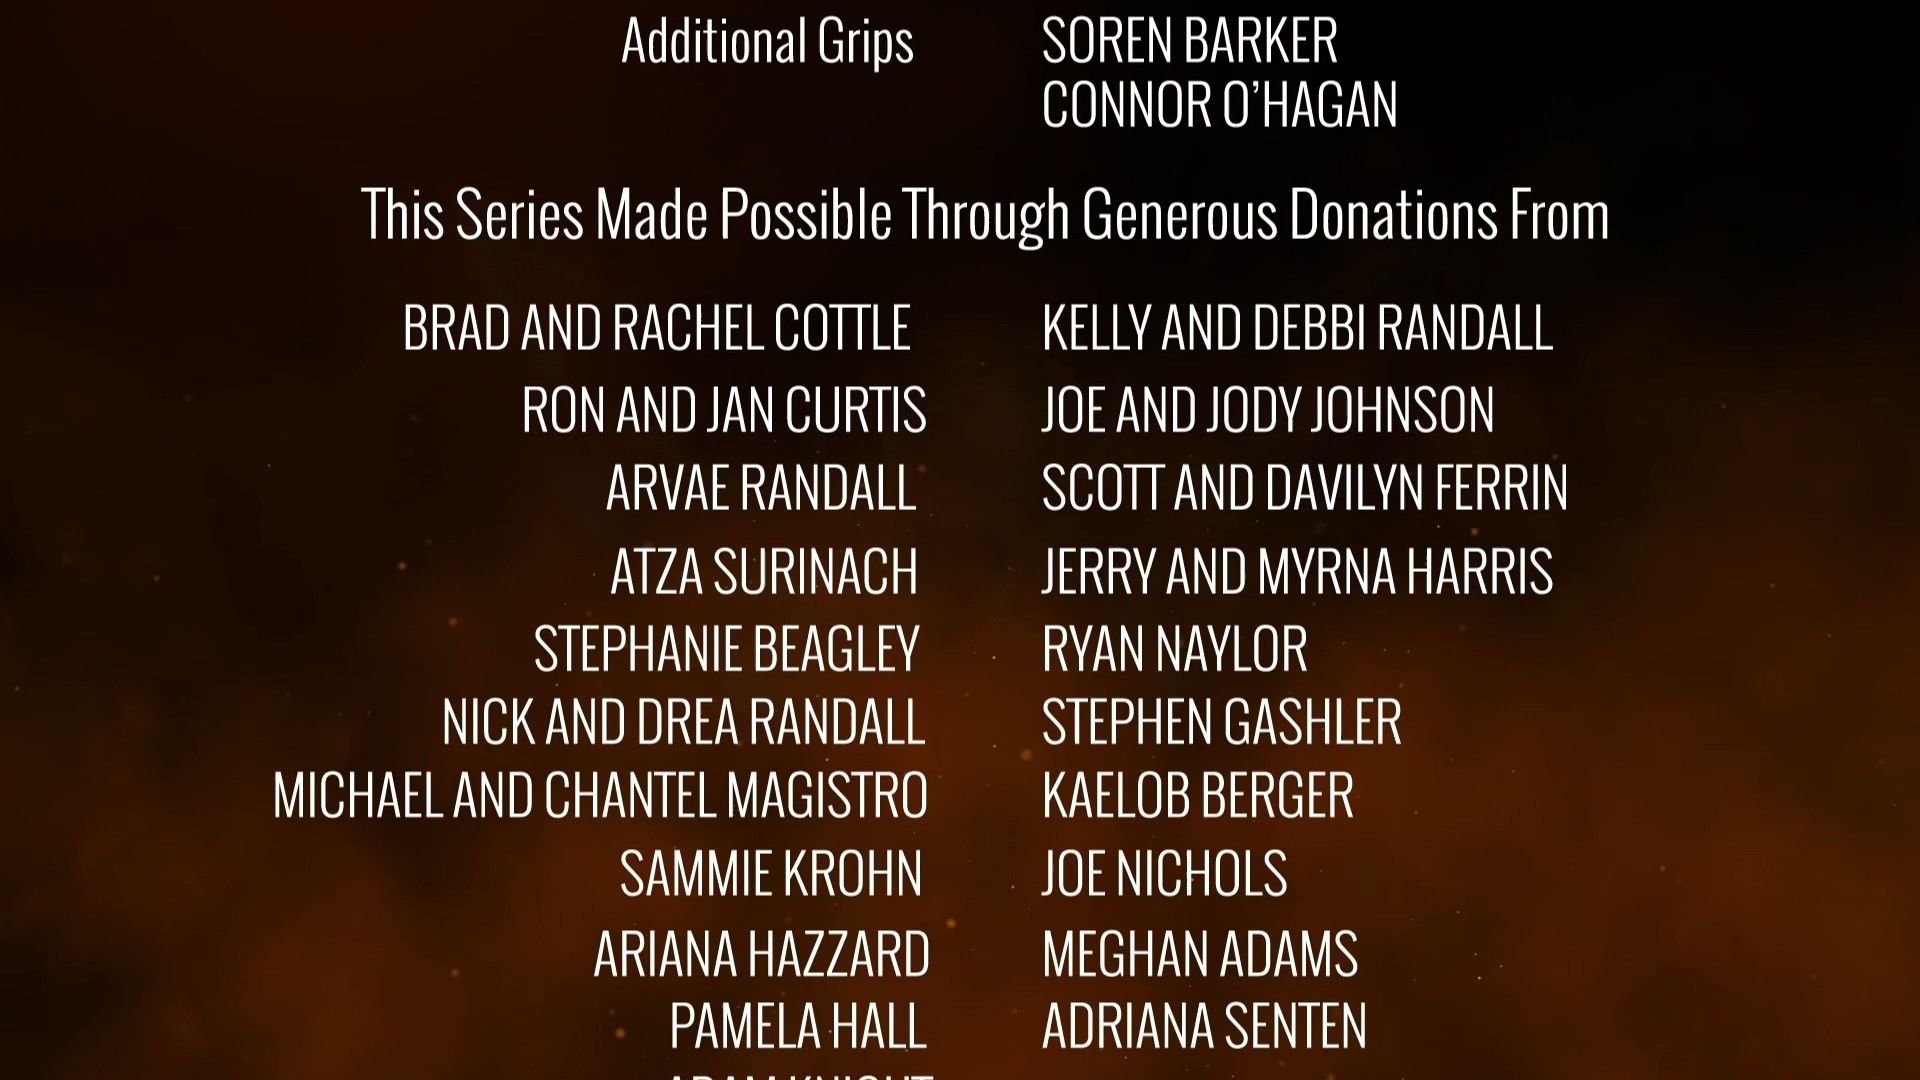 Additional Grips SOREN BARKER
CONNOR O’HAGAN
This Series Made Possible Through Generous Donations From
BRAD AND RACHEL COTTLE KELLY AND DEBBI RANDALL
RON AND JAN CURTIS JOE AND JODY JOHNSON
ARVAE RANDALL SCOTT AND DAVILYN FERRIN
ATZA SURINACH JERRY AND MYRNA HARRIS
STEPHANIE BEAGLEY RYAN NAYLOR
NICK AND DREA RANDALL STEPHEN GASHLER
MICHAEL AND CHANTEL MAGISTRO KAELOB BERGER
SAMMIE KROHN JOE NICHOLS
ARIANA HAZZARD MEGHAN ADAMS
PAMELA HALL ADRIANA SENTEN